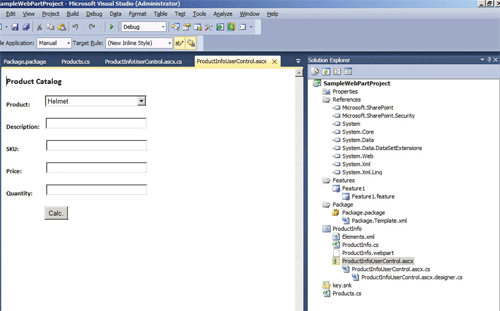 SampleWebPartProject - Microsoft Visual Studio (Administrator)
File Edit View Project Build Debug Data Format Table Test Tools Analyze Window Help
Debug
le Application: Manual Target Rule: (New Inline Style)
Package.package Products.cs ProductInfoUserControl.ascx.cs ProductInfoUserControl.ascx
Product Catalog
Product: Helmet
Description:
SKU:
Price:
Quantity:
Calc.
Solution Explorer
SampleWebPartProject
Properties
References
Microsoft.SharePoint
Microsoft.SharePoint.Security
System
System.Core
System.Data
System.Data.DataSetExtensions
System.Web
System.Xml
System.Xml.Linq
Features
Feature1
Feature1.feature
Package
Package.package
Package.Template.xml
ProductInfo
Elements.xml
ProductInfo.cs
ProductInfo.webpart
ProductInfoUserControl.ascx
ProductInfoUserControl.ascx.cs
ProductInfoUserControl.ascx.designer.cs
key.snk
Products.cs